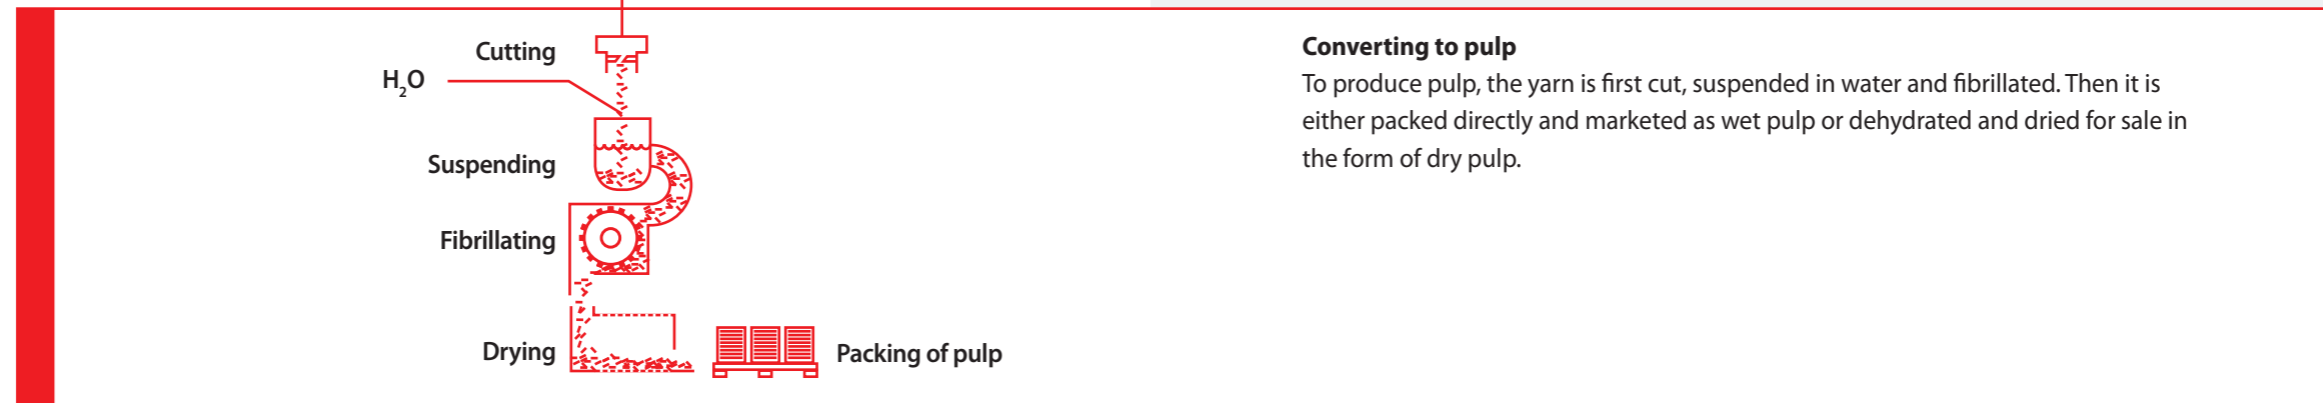 Cutting
H₂O
Suspending
Fibrillating
Drying
Packing of pulp
Converting to pulp
To produce pulp, the yarn is first cut, suspended in water and fibrillated. Then it is
either packed directly and marketed as wet pulp or dehydrated and dried for sale in
the form of dry pulp.